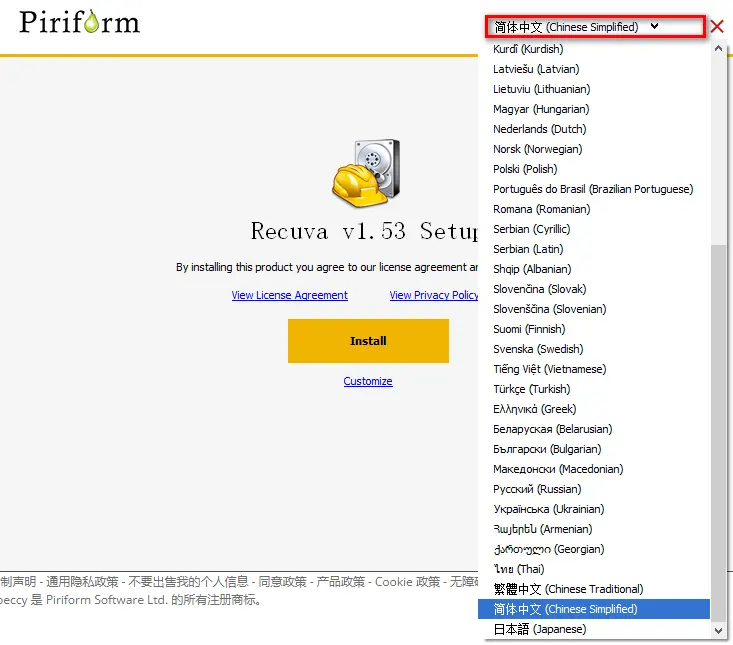 Piriform
简体中文 (Chinese Simplified)
Kurdî (Kurdish)
Latviešu (Latvian)
Lietuviu (Lithuanian)
Magyar (Hungarian)
Nederlands (Dutch)
Norsk (Norwegian)
Polski (Polish)
Português do Brasil (Brazilian Portuguese)
Romana (Romanian)
Serbian (Cyrillic)
Serbian (Latin)
Shqip (Albanian)
Slovenčina (Slovak)
Slovenščina (Slovenian)
Suomi (Finnish)
Svenska (Swedish)
Tiếng Việt (Vietnamese)
Türkçe (Turkish)
Ελληνικά (Greek)
Беларуская (Belarusian)
Български (Bulgarian)
Македонски (Macedonian)
Русский (Russian)
Українська (Ukrainian)
Հայերեն (Armenian)
ქართული (Georgian)
ไทย (Thai)
繁體中文 (Chinese Traditional)
简体中文 (Chinese Simplified)
日本語 (Japanese)
Recuva v1.53 Setup
By installing this product you agree to our license agreement
View License Agreement
View Privacy Policy
Install
Customize
制声明 - 通用隐私政策 - 不要出售我的个人信息 - 同意政策 - 产品政策 - Cookie 政策 - 无障
是 Piriform Software Ltd. 的所有注册商标。